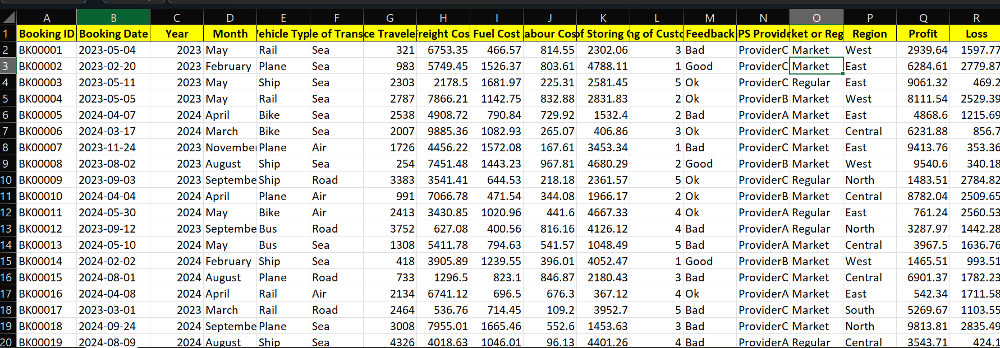 A B C D E F G H I J K L M N O P Q R
1 Booking ID Booking Date Year Month ehicle Typ le of Trans ce Travele reight Cos Fuel Cost abour Cos of Storing ng of Custo Feedback PS Provide ket or Reg Region Profit Loss
2 BK00001 2023-05-04 2023 May Rail Sea 321 6753.35 466.57 814.55 2302.06 3 Bad ProviderC Market West 2939.64 1597.77
3 BK00002 2023-02-20 2023 February Plane Sea 983 5749.45 1526.37 803.61 4788.11 1 Good ProviderC Market East 6284.61 2779.87
4 BK00003 2023-05-11 2023 May Ship Sea 2303 2178.5 1681.97 225.31 2581.45 5 Ok ProviderC Regular East 9061.32 469.2
5 BK00004 2023-05-05 2023 May Rail Sea 2787 7866.21 1142.75 832.88 2831.83 2 Ok ProviderB Market West 8111.54 2529.39
6 BK00005 2024-04-07 2024 April Bike Sea 2538 4908.72 790.84 729.92 1532.4 2 Bad ProviderA Market East 4868.6 1215.69
7 BK00006 2024-03-17 2024 March Bike Sea 2007 9885.36 1082.93 265.07 406.86 3 Ok ProviderC Market Central 6231.88 856.7
8 BK00007 2023-11-24 2023 November Plane Air 1726 4456.22 1572.08 167.61 3453.34 1 Bad ProviderC Market East 9413.76 353.36
9 BK00008 2023-08-02 2023 August Ship Sea 254 7451.48 1443.23 967.81 4680.29 2 Good ProviderB Market West 9540.6 340.18
10 BK00009 2023-09-03 2023 Septembe Ship Road 3383 3541.41 644.53 218.18 2361.57 5 Ok ProviderC Regular North 1483.51 2784.82
11 BK00010 2024-04-04 2024 April Plane Air 991 7066.78 471.54 344.08 1966.17 2 Ok ProviderB Market Central 8782.04 2509.65
12 BK00011 2024-05-30 2024 May Bike Air 2413 3430.85 1020.96 441.6 4667.33 4 Ok ProviderA Regular East 761.24 2560.53
13 BK00012 2023-09-12 2023 Septembe Bus Road 3752 627.08 400.56 816.16 4126.12 4 Bad ProviderA Regular North 3287.97 1442.28
14 BK00013 2024-05-10 2024 May Bus Sea 1308 5411.78 794.63 541.57 1048.49 5 Bad ProviderA Market Central 3967.5 1636.76
15 BK00014 2024-02-02 2024 February Ship Sea 418 3905.89 1239.55 396.01 4052.47 1 Good ProviderB Market West 1465.51 993.51
16 BK00015 2024-08-01 2024 August Plane Road 733 1296.5 823.1 846.87 2180.43 3 Bad ProviderC Market Central 6901.37 1782.23
17 BK00016 2024-04-08 2024 April Rail Air 2134 6741.12 696.5 676.3 367.12 4 Ok ProviderA Market East 542.34 1711.58
18 BK00017 2023-03-01 2023 March Rail Road 2464 536.76 714.45 109.2 3952.7 5 Bad ProviderC Market South 5269.67 1103.55
19 BK00018 2024-09-24 2024 Septembe Plane Sea 3008 7955.01 1665.46 552.6 1453.63 3 Bad ProviderC Market North 9813.81 2835.49
20 BK00019 2024-08-09 2024 August Ship Sea 4326 4018.63 1046.01 96.13 4401.26 4 Bad ProviderA Regular Central 3543.71 424.1